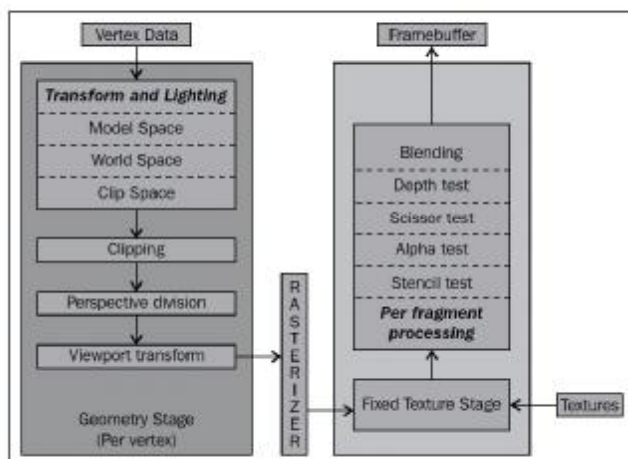 Vertex Data
Transform and Lighting
Model Space
World Space
Clip Space
Clipping
Perspective division
Viewport transform
Geometry Stage
(Per vertex)
RASTERIZER
Framebuffer
Blending
Depth test
Scissor test
Alpha test
Stencil test
Per fragment
processing
Fixed Texture Stage
Textures